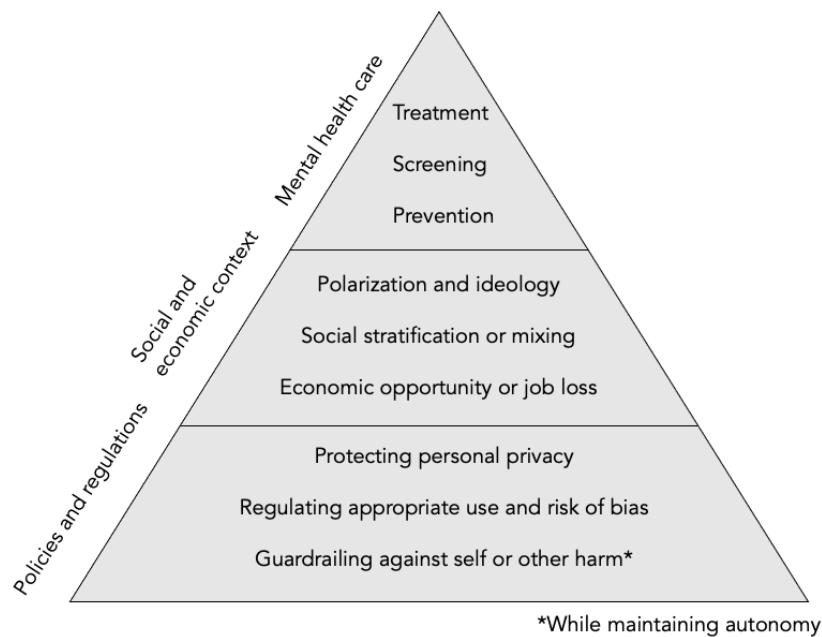 Mental health care
Treatment
Screening
Prevention
Social and
economic context
Polarization and ideology
Social stratification or mixing
Economic opportunity or job loss
Policies and regulations
Protecting personal privacy
Regulating appropriate use and risk of bias
Guardrailing against self or other harm*
*While maintaining autonomy